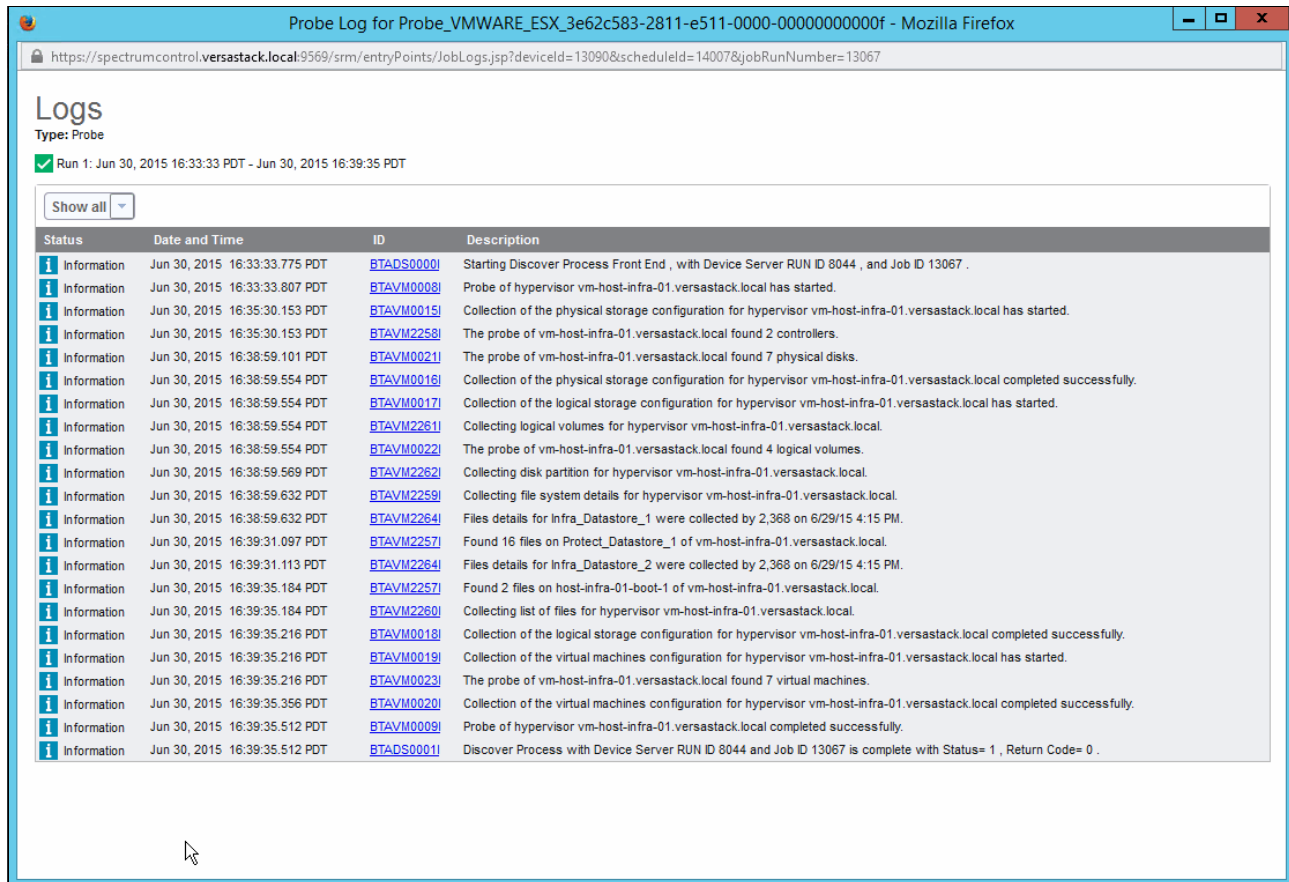 Probe Log for Probe_VMWARE_ESX_3e62c583-2811-e511-0000-00000000000f - Mozilla Firefox
https://spectrumcontrol.versastack.local:9569/srm/entryPoints/JobLogs.jsp?deviceId=13090&scheduleId=14007&jobRunNumber=13067
Logs
Type: Probe
Run 1: Jun 30, 2015 16:33:33 PDT - Jun 30, 2015 16:39:35 PDT
Show all
Status Date and Time ID Description
Information Jun 30, 2015 16:33:33.775 PDT BTADS0000I Starting Discover Process Front End , with Device Server RUN ID 8044 , and Job ID 13067 .
Information Jun 30, 2015 16:33:33.807 PDT BTAVM0008I Probe of hypervisor vm-host-infra-01.versastack.local has started.
Information Jun 30, 2015 16:35:30.153 PDT BTAVM0015I Collection of the physical storage configuration for hypervisor vm-host-infra-01.versastack.local has started.
Information Jun 30, 2015 16:35:30.153 PDT BTAVM2258I The probe of vm-host-infra-01.versastack.local found 2 controllers.
Information Jun 30, 2015 16:38:59.101 PDT BTAVM0021I The probe of vm-host-infra-01.versastack.local found 7 physical disks.
Information Jun 30, 2015 16:38:59.554 PDT BTAVM0016I Collection of the physical storage configuration for hypervisor vm-host-infra-01.versastack.local completed successfully.
Information Jun 30, 2015 16:38:59.554 PDT BTAVM0017I Collection of the logical storage configuration for hypervisor vm-host-infra-01.versastack.local has started.
Information Jun 30, 2015 16:38:59.554 PDT BTAVM2261I Collecting logical volumes for hypervisor vm-host-infra-01.versastack.local.
Information Jun 30, 2015 16:38:59.554 PDT BTAVM0022I The probe of vm-host-infra-01.versastack.local found 4 logical volumes.
Information Jun 30, 2015 16:38:59.569 PDT BTAVM2262I Collecting disk partition for hypervisor vm-host-infra-01.versastack.local.
Information Jun 30, 2015 16:38:59.632 PDT BTAVM2259I Collecting file system details for hypervisor vm-host-infra-01.versastack.local.
Information Jun 30, 2015 16:38:59.632 PDT BTAVM2264I Files details for Infra_Datastore_1 were collected by 2,368 on 6/29/15 4:15 PM.
Information Jun 30, 2015 16:39:31.097 PDT BTAVM2257I Found 16 files on Protect_Datastore_1 of vm-host-infra-01.versastack.local.
Information Jun 30, 2015 16:39:31.113 PDT BTAVM2264I Files details for Infra_Datastore_2 were collected by 2,368 on 6/29/15 4:15 PM.
Information Jun 30, 2015 16:39:35.184 PDT BTAVM2257I Found 2 files on host-infra-01-boot-1 of vm-host-infra-01.versastack.local.
Information Jun 30, 2015 16:39:35.184 PDT BTAVM2260I Collecting list of files for hypervisor vm-host-infra-01.versastack.local.
Information Jun 30, 2015 16:39:35.216 PDT BTAVM0018I Collection of the logical storage configuration for hypervisor vm-host-infra-01.versastack.local completed successfully.
Information Jun 30, 2015 16:39:35.216 PDT BTAVM0019I Collection of the virtual machines configuration for hypervisor vm-host-infra-01.versastack.local has started.
Information Jun 30, 2015 16:39:35.216 PDT BTAVM0023I The probe of vm-host-infra-01.versastack.local found 7 virtual machines.
Information Jun 30, 2015 16:39:35.356 PDT BTAVM0020I Collection of the virtual machines configuration for hypervisor vm-host-infra-01.versastack.local completed successfully.
Information Jun 30, 2015 16:39:35.512 PDT BTAVM0009I Probe of hypervisor vm-host-infra-01.versastack.local completed successfully.
Information Jun 30, 2015 16:39:35.512 PDT BTADS0001I Discover Process with Device Server RUN ID 8044 and Job ID 13067 is complete with Status= 1 , Return Code= 0 .